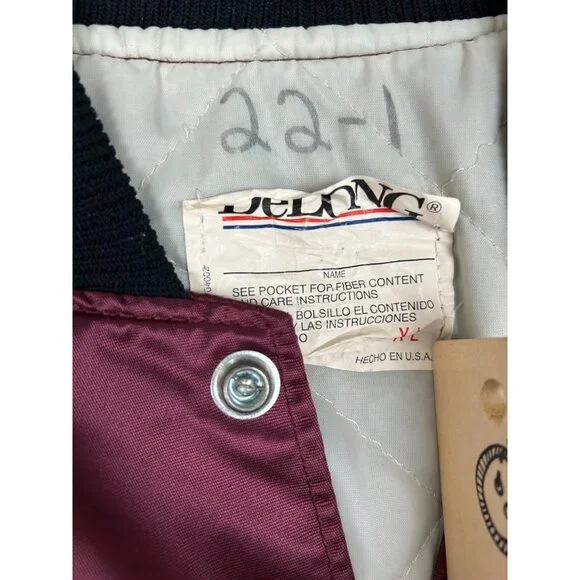 22-1
DeLONG®
NAME
SEE POCKET FOR FIBER CONTENT
AND CARE INSTRUCTIONS
BOLSILLO EL CONTENIDO
Y LAS INSTRUCCIONES
XL
HECHO EN U.S.A.